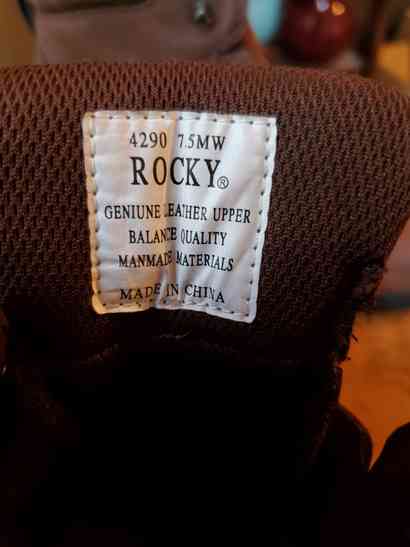 4290 7.5MW
ROCKY®
GENIUNE LEATHER UPPER
BALANCE QUALITY
MANMADE MATERIALS
MADE IN CHINA